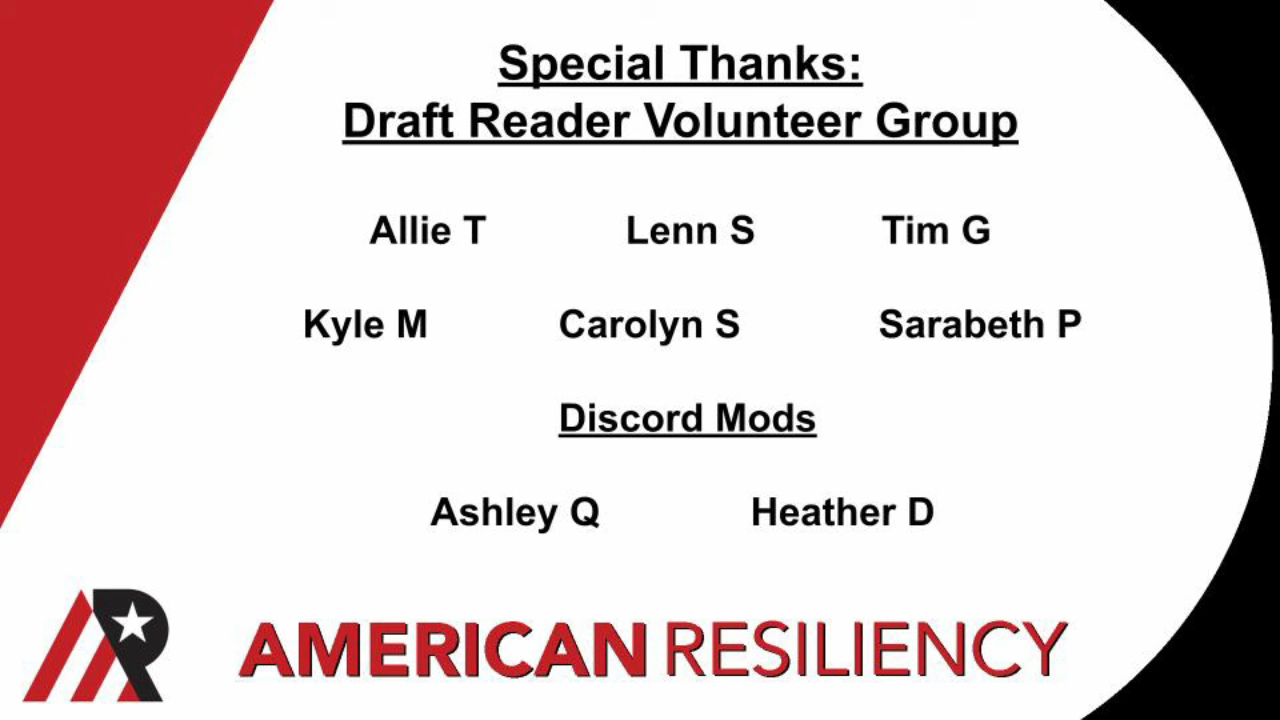 Special Thanks:
Draft Reader Volunteer Group
Allie T Lenn S Tim G
Kyle M Carolyn S Sarabeth P
Discord Mods
Ashley Q Heather D
AMERICAN RESILIENCY